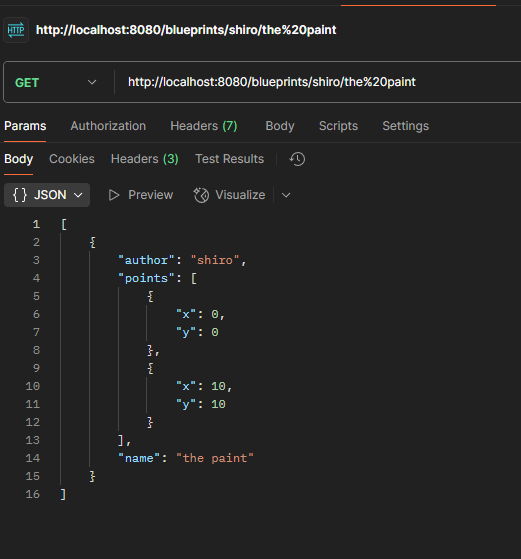 HTTP http://localhost:8080/blueprints/shiro/the%20paint
GET http://localhost:8080/blueprints/shiro/the%20paint
Params Authorization Headers (7) Body Scripts Settings
Body Cookies Headers (3) Test Results
{} JSON Preview Visualize
1 [
2 {
3 "author": "shiro",
4 "points": [
5 {
6 "x": 0,
7 "y": 0
8 },
9 {
10 "x": 10,
11 "y": 10
12 }
13 ],
14 "name": "the paint"
15 }
16 ]